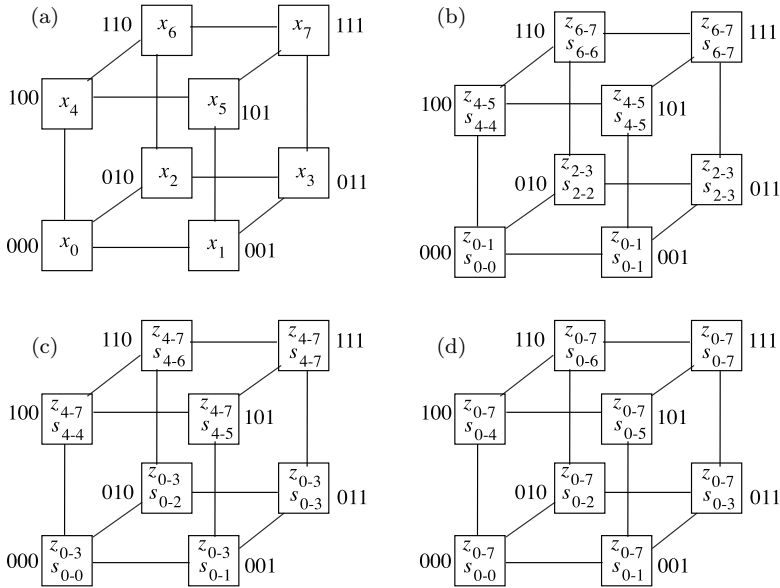 (a)
110 x₆ x₇ 111
100 x₄ x₅ 101
010 x₂ x₃ 011
000 x₀ x₁ 001
(b)
110 z₆₋₇ z₆₋₇ 111
s₆₋₆ s₆₋₇
100 z₄₋₅ z₄₋₅ 101
s₄₋₄ s₄₋₅
010 z₂₋₃ z₂₋₃ 011
s₂₋₂ s₂₋₃
000 z₀₋₁ z₀₋₁ 001
s₀₋₀ s₀₋₁
(c)
110 z₄₋₇ z₄₋₇ 111
s₄₋₆ s₄₋₇
100 z₄₋₇ z₄₋₇ 101
s₄₋₄ s₄₋₅
010 z₀₋₃ z₀₋₃ 011
s₀₋₂ s₀₋₃
000 z₀₋₃ z₀₋₃ 001
s₀₋₀ s₀₋₁
(d)
110 z₀₋₇ z₀₋₇ 111
s₀₋₆ s₀₋₇
100 z₀₋₇ z₀₋₇ 101
s₀₋₄ s₀₋₅
010 z₀₋₇ z₀₋₇ 011
s₀₋₂ s₀₋₃
000 z₀₋₇ z₀₋₇ 001
s₀₋₀ s₀₋₁